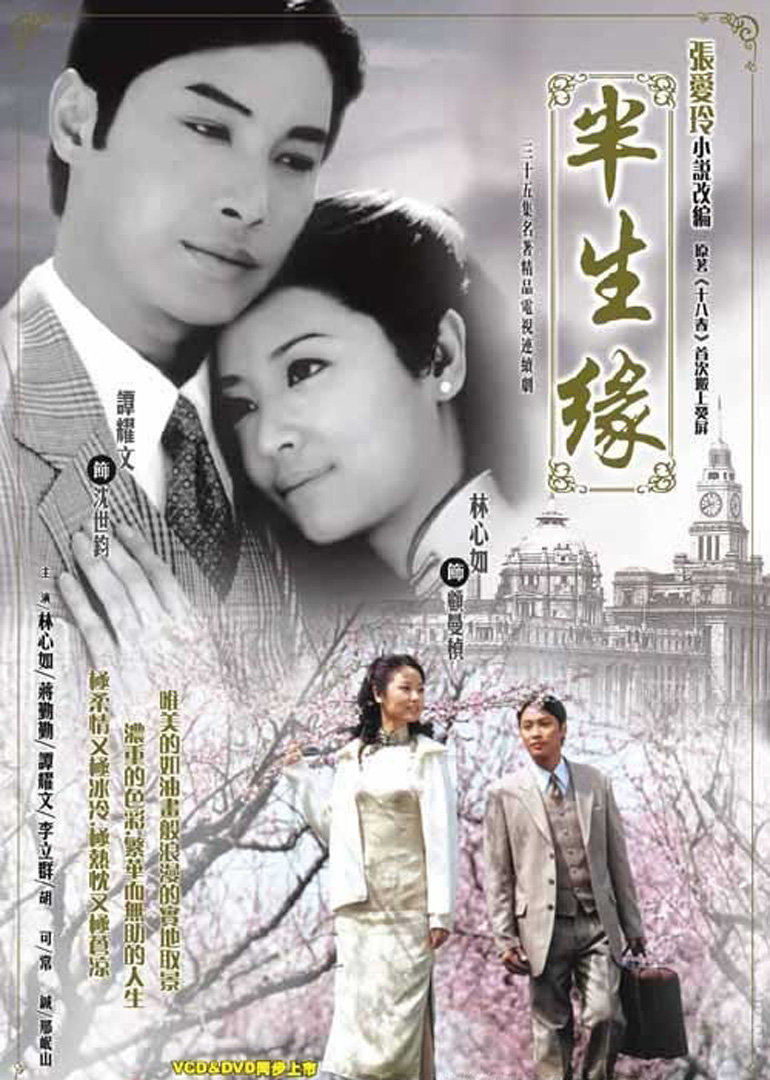 張愛玲小說改編 原著《十八春》首次搬上熒屏
半生緣
三十五集名著精品電視連續劇
譚耀文
飾沈世鈞
林心如
飾顧曼楨
主演/林心如/蔣勤勤/譚耀文/李立群/胡可/常鋮/那岷山
唯美的如油畫般浪漫的實地取景
濃重的色彩 繁華而無助的人生
極柔情又極冰冷 極熱忱又極蒼涼
VCD&DVD同步上市